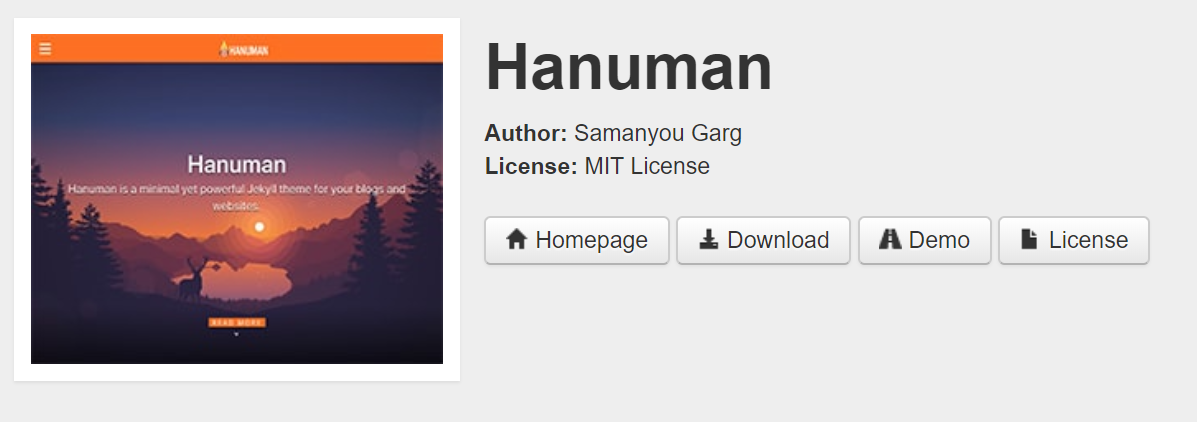 HANUMAN
Hanuman
Hanuman is a minimal yet powerful Jekyll theme for your blogs and
websites.
READ MORE
Hanuman
Author: Samanyou Garg
License: MIT License
Homepage Download Demo License